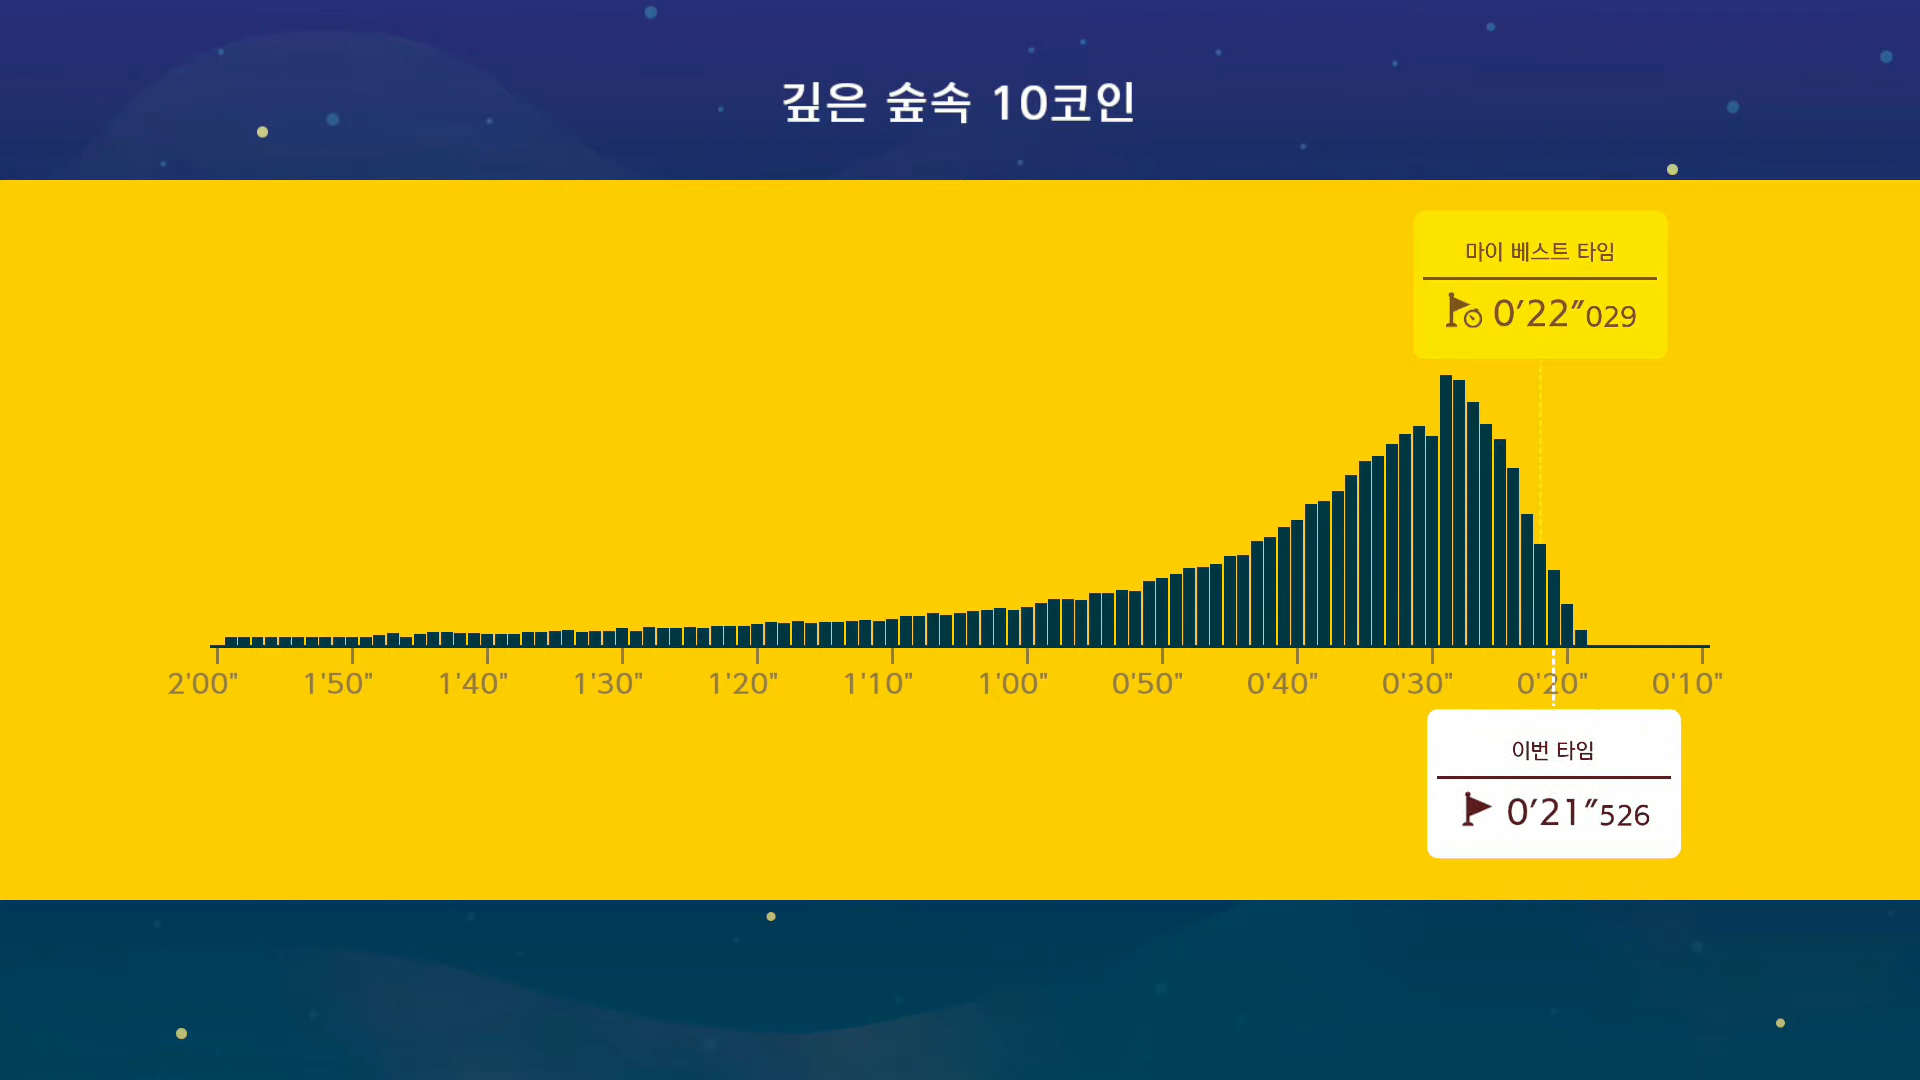 깊은 숲속 10코인
마이 베스트 타임
0′22″029
2'00" 1'50" 1'40" 1'30" 1'20" 1'10" 1'00" 0'50" 0'40" 0'30" 0'20" 0'10"
이번 타임
0′21″526